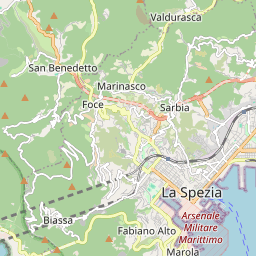 Valdurasca
San Benedetto
Marinasco
Foce
Sarbia
La Spezia
Biassa
Arsenale
Militare
Marittimo
Fabiano Alto
Marola